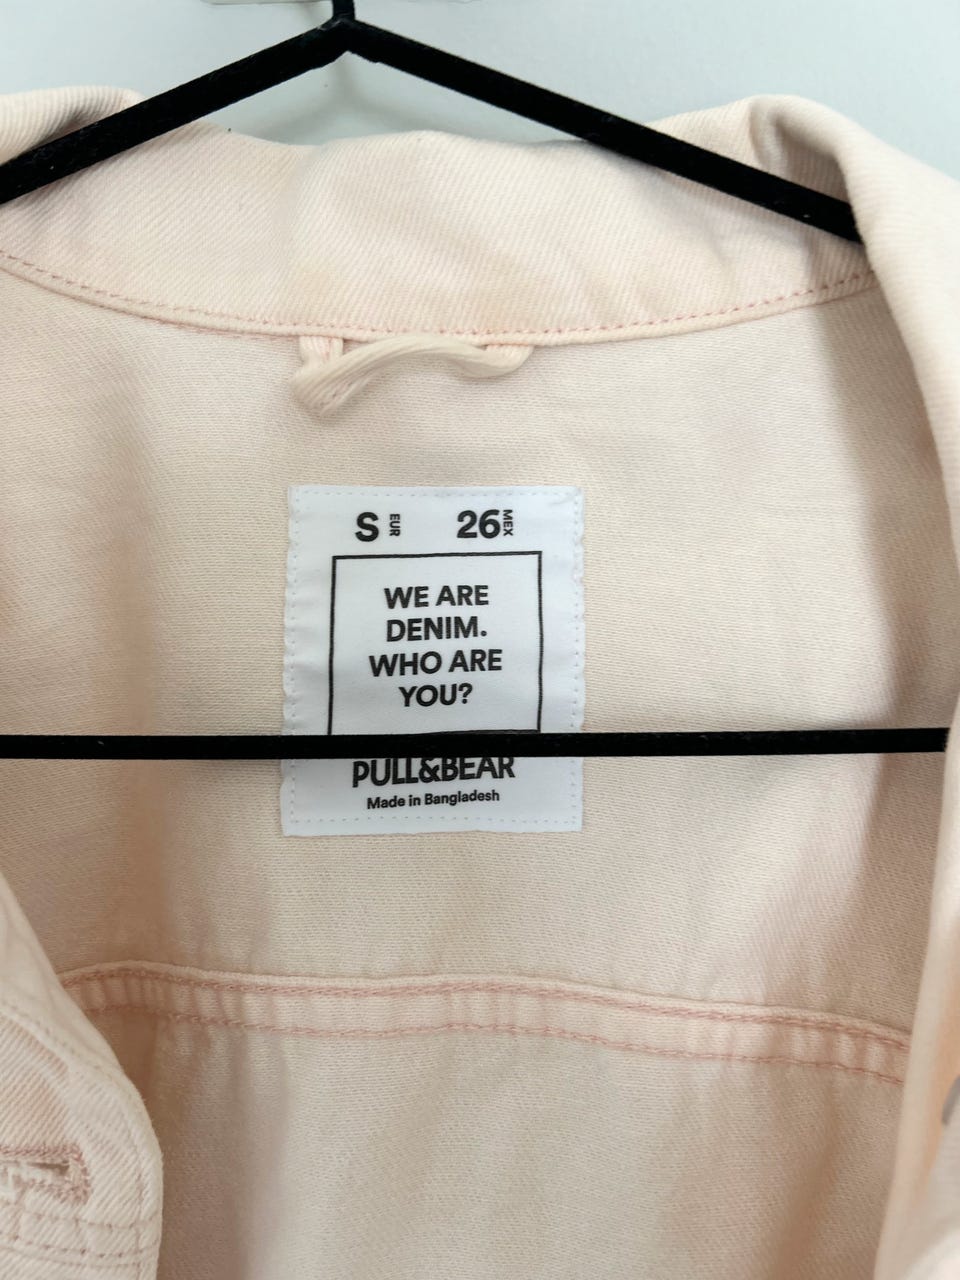 S EUR 26 MEX
WE ARE
DENIM.
WHO ARE
YOU?
PULL&BEAR
Made in Bangladesh